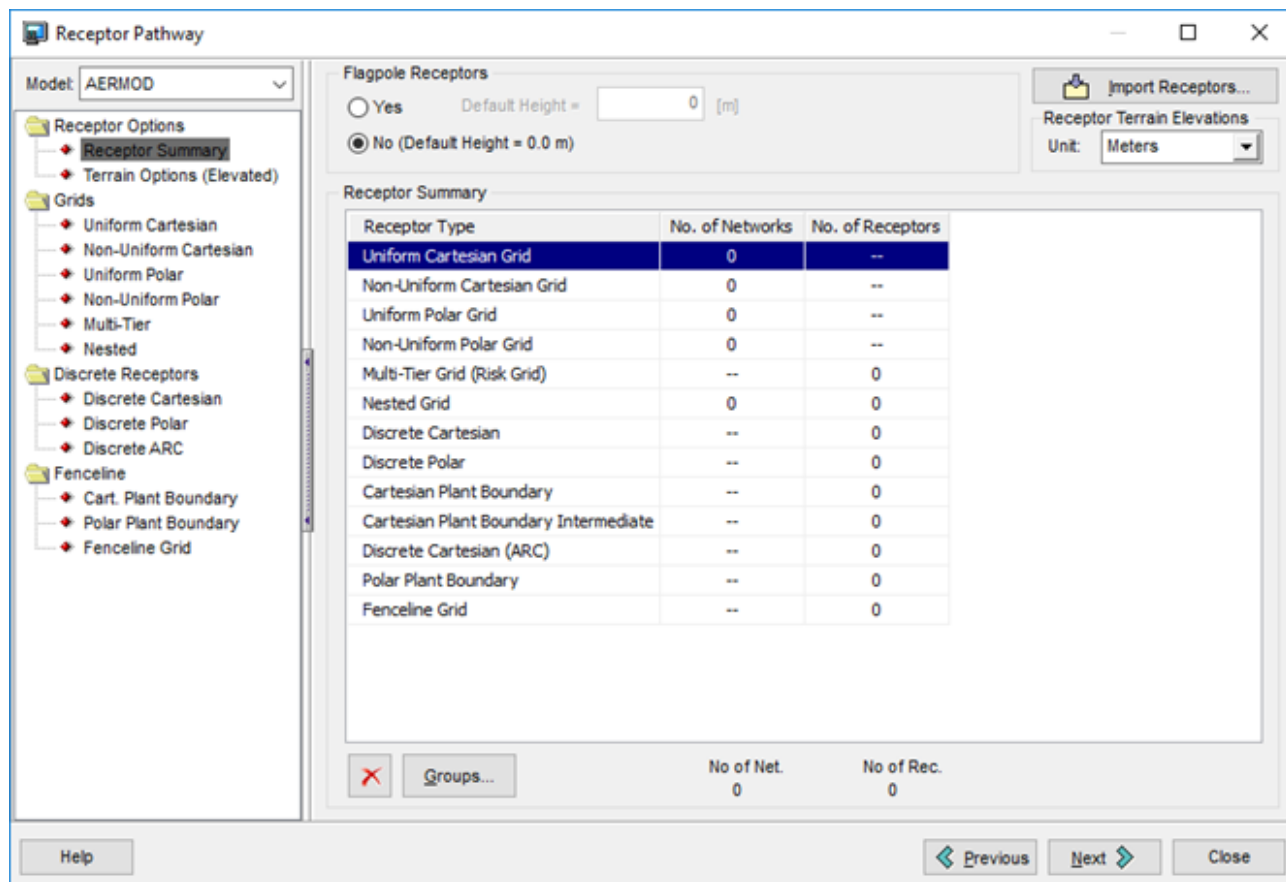 Receptor Pathway
Model: AERMOD
Receptor Options
Receptor Summary
Terrain Options (Elevated)
Grids
Uniform Cartesian
Non-Uniform Cartesian
Uniform Polar
Non-Uniform Polar
Multi-Tier
Nested
Discrete Receptors
Discrete Cartesian
Discrete Polar
Discrete ARC
Fenceline
Cart. Plant Boundary
Polar Plant Boundary
Fenceline Grid
Flagpole Receptors
Yes Default Height = 0 [m]
No (Default Height = 0.0 m)
Import Receptors...
Receptor Terrain Elevations
Unit: Meters
Receptor Summary
Receptor Type No. of Networks No. of Receptors
Uniform Cartesian Grid 0 --
Non-Uniform Cartesian Grid 0 --
Uniform Polar Grid 0 --
Non-Uniform Polar Grid 0 --
Multi-Tier Grid (Risk Grid) -- 0
Nested Grid 0 0
Discrete Cartesian -- 0
Discrete Polar -- 0
Cartesian Plant Boundary -- 0
Cartesian Plant Boundary Intermediate -- 0
Discrete Cartesian (ARC) -- 0
Polar Plant Boundary -- 0
Fenceline Grid -- 0
Groups... No of Net. No of Rec.
0 0
Help Previous Next Close